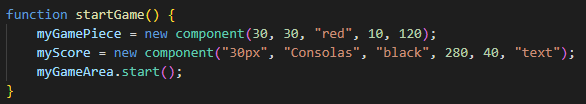 function startGame() {
    myGamePiece = new component(30, 30, "red", 10, 120);
    myScore = new component("30px", "Consolas", "black", 280, 40, "text");
    myGameArea.start();
}